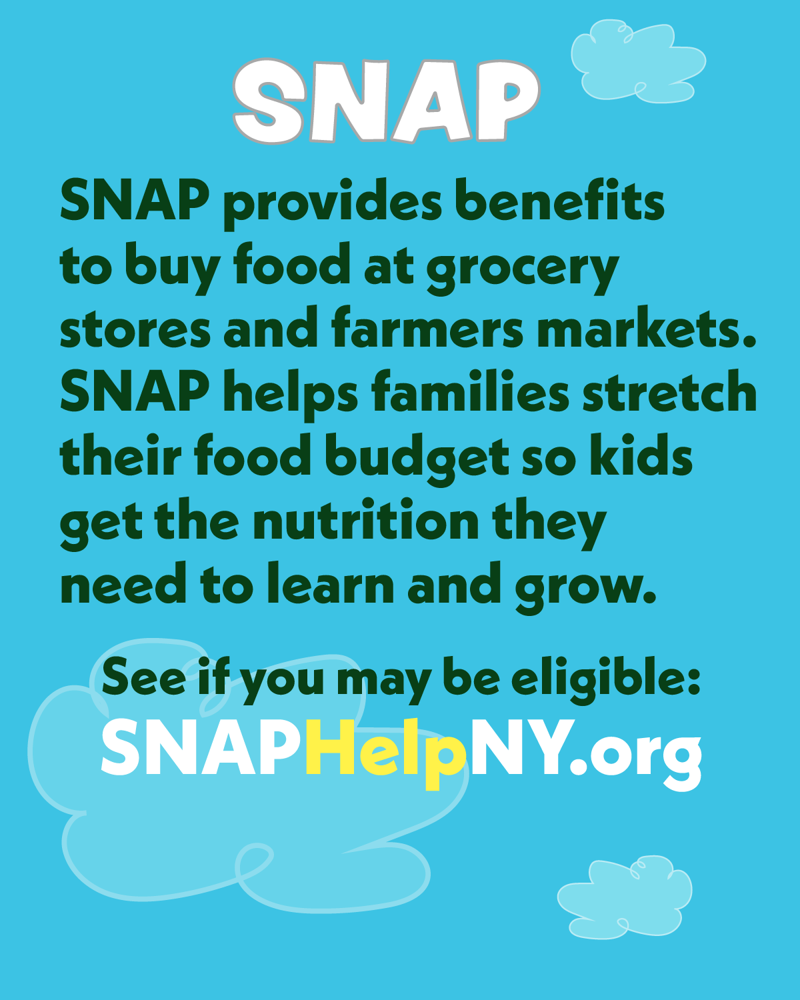 SNAP
SNAP provides benefits
to buy food at grocery
stores and farmers markets.
SNAP helps families stretch
their food budget so kids
get the nutrition they
need to learn and grow.
See if you may be eligible:
SNAPHelpNY.org